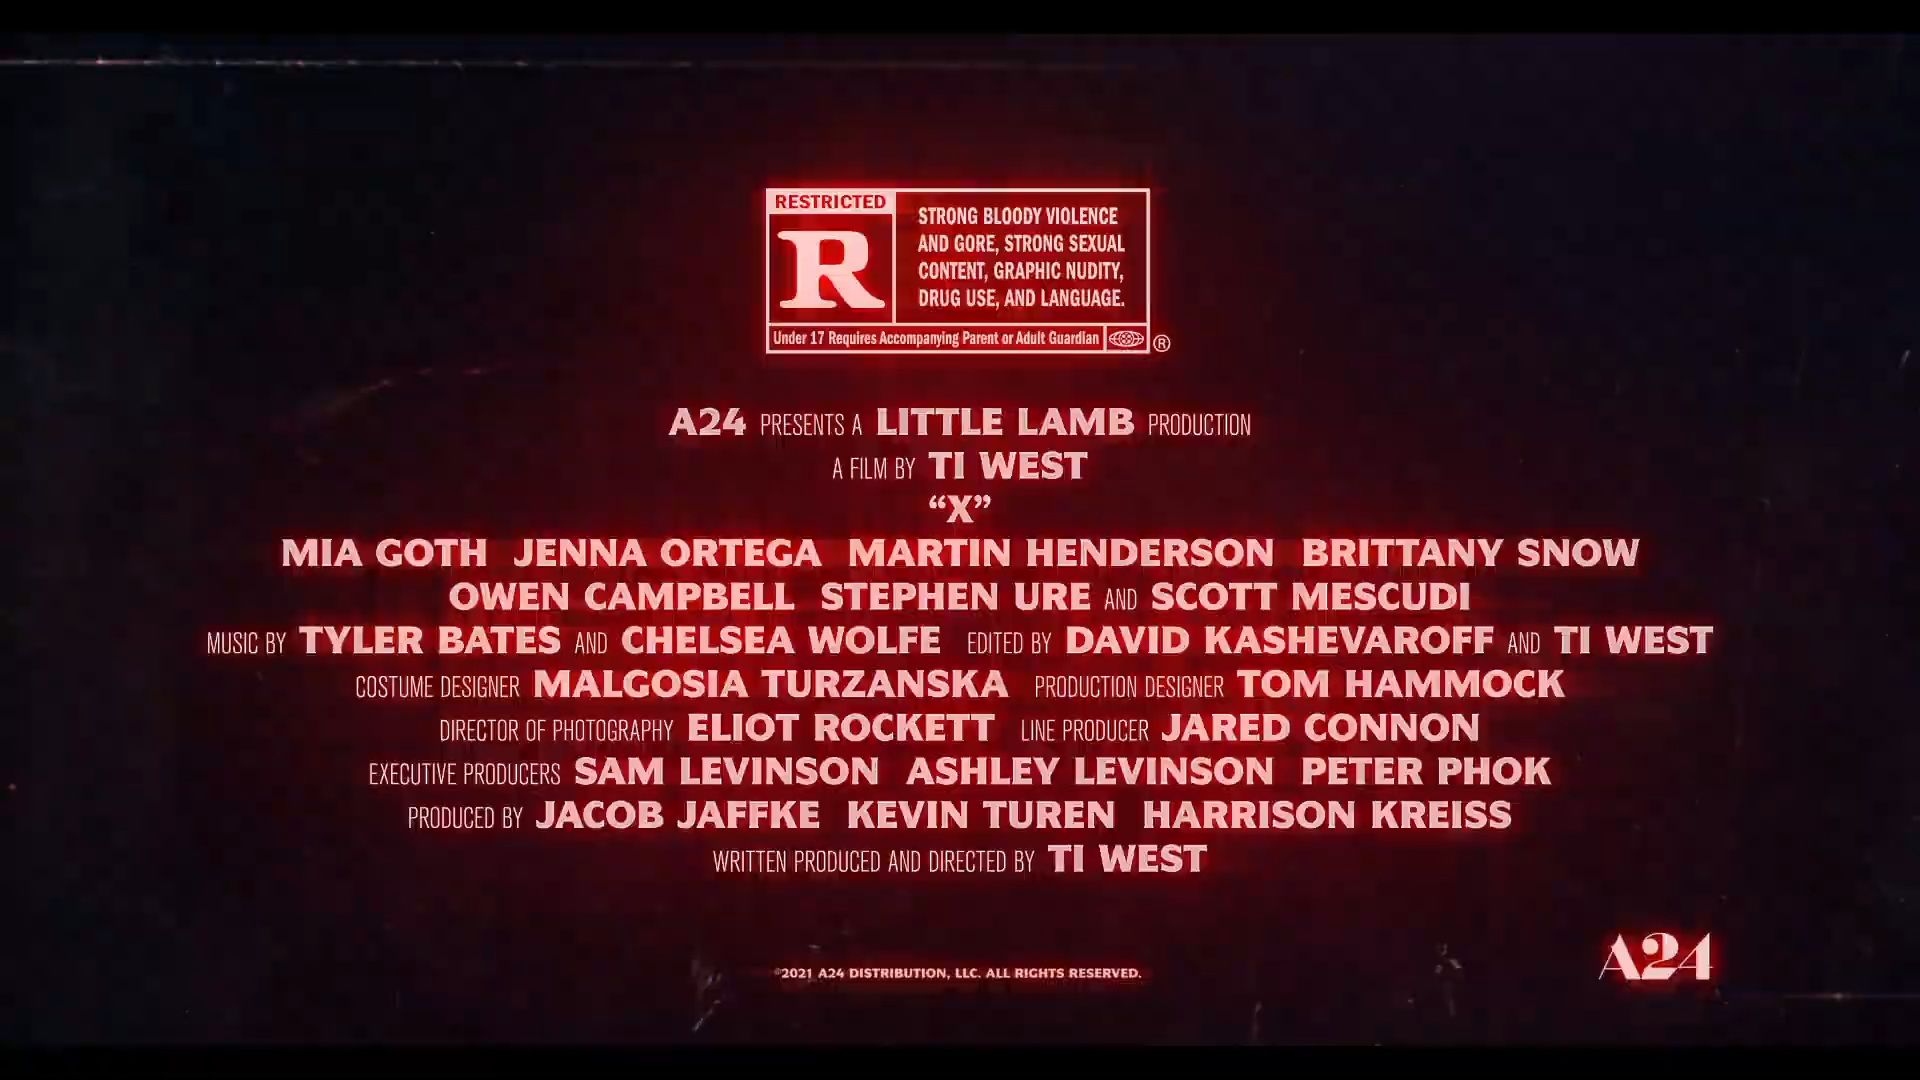 RESTRICTED
R
STRONG BLOODY VIOLENCE
AND GORE, STRONG SEXUAL
CONTENT, GRAPHIC NUDITY,
DRUG USE, AND LANGUAGE.
Under 17 Requires Accompanying Parent or Adult Guardian ®
A24 PRESENTS A LITTLE LAMB PRODUCTION
A FILM BY TI WEST
“X”
MIA GOTH JENNA ORTEGA MARTIN HENDERSON BRITTANY SNOW
OWEN CAMPBELL STEPHEN URE AND SCOTT MESCUDI
MUSIC BY TYLER BATES AND CHELSEA WOLFE EDITED BY DAVID KASHEVAROFF AND TI WEST
COSTUME DESIGNER MALGOSIA TURZANSKA PRODUCTION DESIGNER TOM HAMMOCK
DIRECTOR OF PHOTOGRAPHY ELIOT ROCKETT LINE PRODUCER JARED CONNON
EXECUTIVE PRODUCERS SAM LEVINSON ASHLEY LEVINSON PETER PHOK
PRODUCED BY JACOB JAFFKE KEVIN TUREN HARRISON KREISS
WRITTEN PRODUCED AND DIRECTED BY TI WEST
A24
©2021 A24 DISTRIBUTION, LLC. ALL RIGHTS RESERVED.